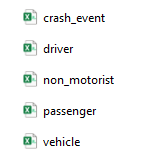 crash_event
driver
non_motorist
passenger
vehicle